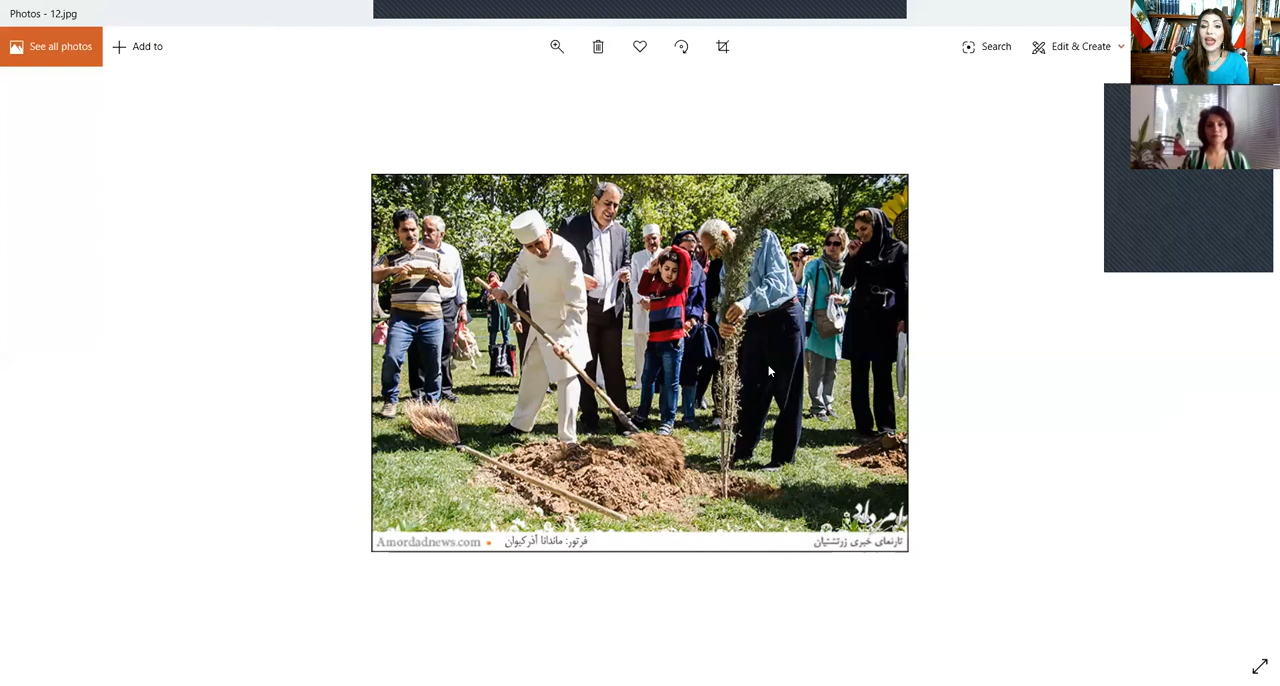 Photos - 12.jpg
See all photos
Add to
Search
Edit & Create
امرداد
Amordadnews.com • فرتور: ماندانا آذرکیوان
تارنمای خبری زرتشتیان